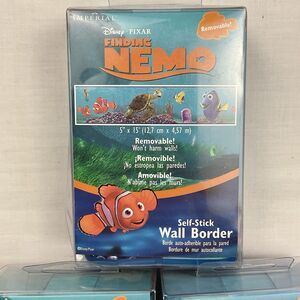 IMPERIAL
Removable!
Disney · PIXAR
FINDING
NEMO
5" x 15' (12,7 cm x 4,57 m)
Removable!
Won't harm walls!
¡Removible!
¡No estropea las paredes!
Amovible!
N'abîme pas les murs!
Self-Stick
Wall Border
Borde auto-adherible para la pared
Bordure de mur autocollante
©Disney/Pixar